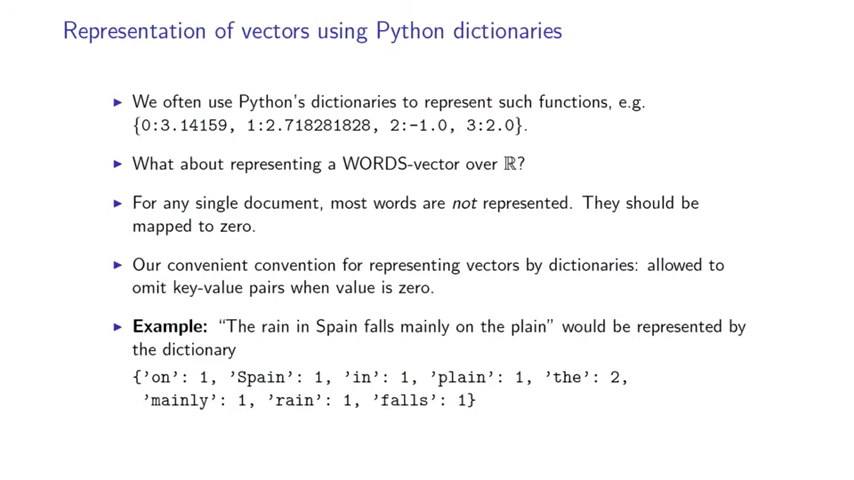 Representation of vectors using Python dictionaries
▶ We often use Python's dictionaries to represent such functions, e.g.
{0:3.14159, 1:2.718281828, 2:-1.0, 3:2.0}.
▶ What about representing a WORDS-vector over ℝ?
▶ For any single document, most words are not represented. They should be
mapped to zero.
▶ Our convenient convention for representing vectors by dictionaries: allowed to
omit key-value pairs when value is zero.
▶ Example: “The rain in Spain falls mainly on the plain” would be represented by
the dictionary
{’on’: 1, ’Spain’: 1, ’in’: 1, ’plain’: 1, ’the’: 2,
’mainly’: 1, ’rain’: 1, ’falls’: 1}